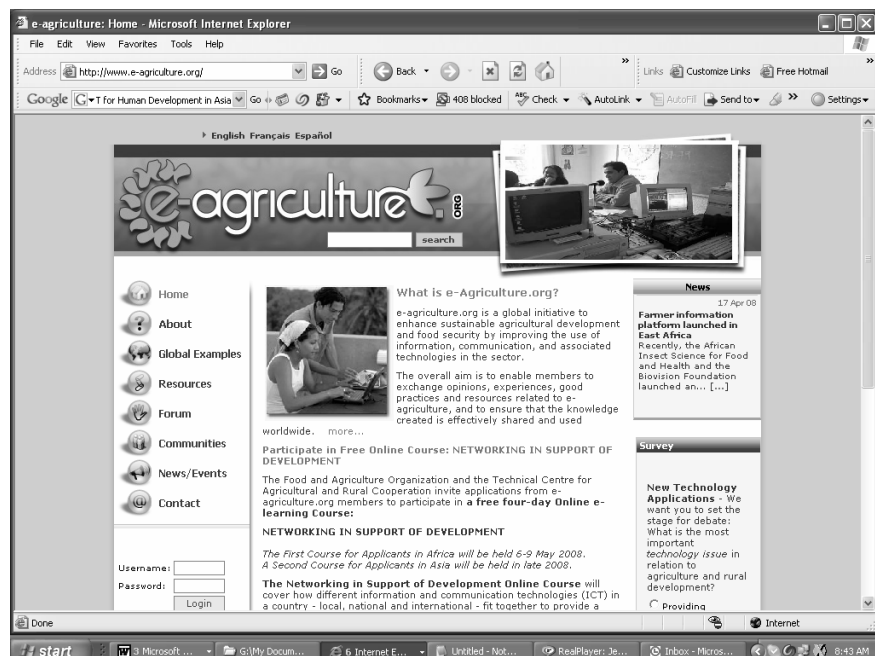 e-agriculture: Home - Microsoft Internet Explorer
File Edit View Favorites Tools Help
Address http://www.e-agriculture.org/ Go Back » Links Customize Links Free Hotmail »
Google G T for Human Development in Asia Go Bookmarks 408 blocked ABC Check AutoLink AutoFill Send to » Settings
English Français Español
e-agriculture.ORG
search
Home
About
Global Examples
Resources
Forum
Communities
News/Events
Contact
Username:
Password:
Login
What is e-Agriculture.org?
e-agriculture.org is a global initiative to
enhance sustainable agricultural development
and food security by improving the use of
information, communication, and associated
technologies in the sector.
The overall aim is to enable members to
exchange opinions, experiences, good
practices and resources related to e-
agriculture, and to ensure that the knowledge
created is effectively shared and used
worldwide. more...
Participate in Free Online Course: NETWORKING IN SUPPORT OF
DEVELOPMENT
The Food and Agriculture Organization and the Technical Centre for
Agricultural and Rural Cooperation invite applications from e-
agriculture.org members to participate in a free four-day Online e-
learning Course:
NETWORKING IN SUPPORT OF DEVELOPMENT
The First Course for Applicants in Africa will be held 6-9 May 2008.
A Second Course for Applicants in Asia will be held in late 2008.
The Networking in Support of Development Online Course will
cover how different information and communication technologies (ICT) in
a country - local, national and international - fit together to provide a
News
17 Apr 08
Farmer information
platform launched in
East Africa
Recently, the African
Insect Science for Food
and Health and the
Biovision Foundation
launched an... [...]
Survey
New Technology
Applications - We
want you to set the
stage for debate:
What is the most
important
technology issue in
relation to
agriculture and rural
development?
Providing
Done Internet
start 3 Microsoft ... G:\My Docum... 6 Internet E... Untitled - Not... RealPlayer: Je... Inbox - Micros... 8:43 AM